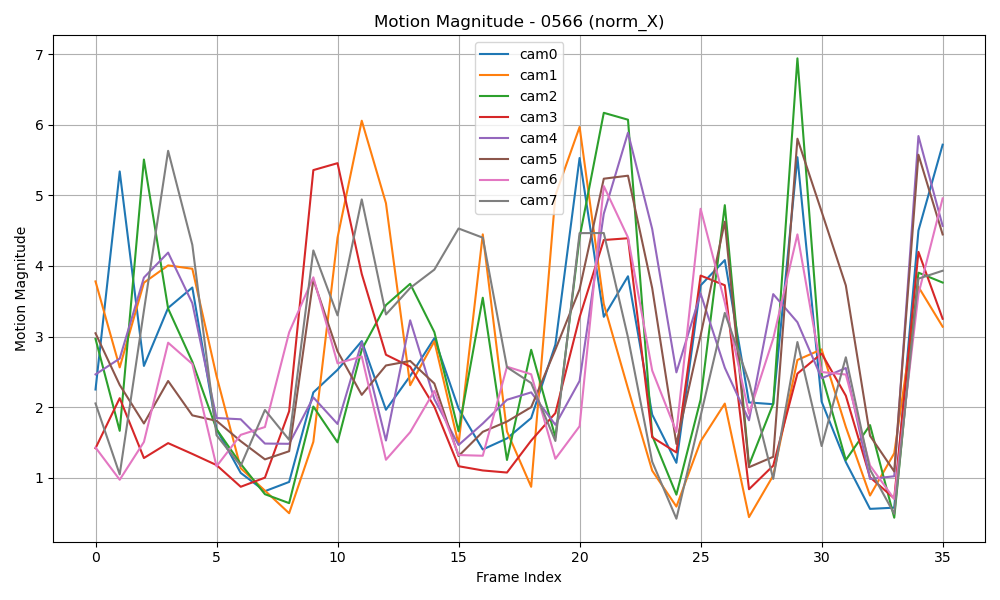 Motion Magnitude - 0566 (norm_X)
cam0
cam1
cam2
cam3
cam4
cam5
cam6
cam7
Motion Magnitude
7
6
5
4
3
2
1
0 5 10 15 20 25 30 35
Frame Index